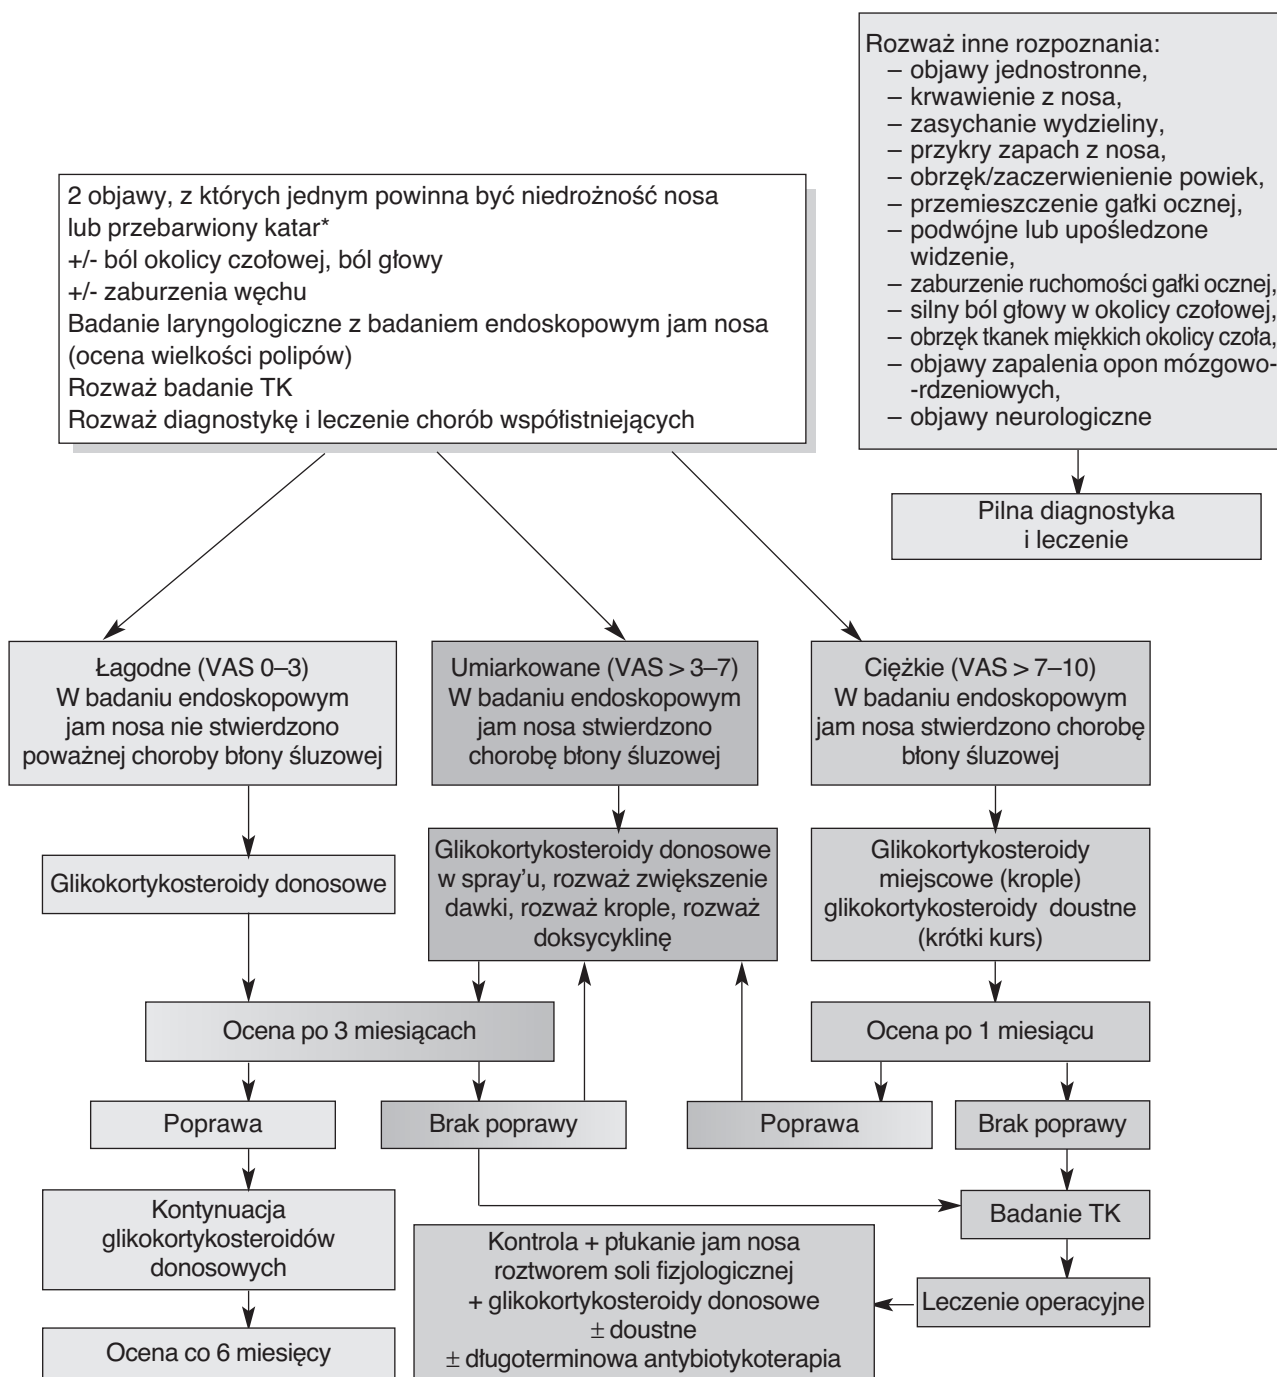 Rozważ inne rozpoznania:
– objawy jednostronne,
– krwawienie z nosa,
– zasychanie wydzieliny,
– przykry zapach z nosa,
– obrzęk/zaczerwienienie powiek,
– przemieszczenie gałki ocznej,
– podwójne lub upośledzone
widzenie,
– zaburzenie ruchomości gałki ocznej,
– silny ból głowy w okolicy czołowej,
– obrzęk tkanek miękkich okolicy czoła,
– objawy zapalenia opon mózgowo-
-rdzeniowych,
– objawy neurologiczne
Pilna diagnostyka
i leczenie
2 objawy, z których jednym powinna być niedrożność nosa
lub przebarwiony katar*
+/- ból okolicy czołowej, ból głowy
+/- zaburzenia węchu
Badanie laryngologiczne z badaniem endoskopowym jam nosa
(ocena wielkości polipów)
Rozważ badanie TK
Rozważ diagnostykę i leczenie chorób współistniejących
Łagodne (VAS 0–3)
W badaniu endoskopowym
jam nosa nie stwierdzono
poważnej choroby błony śluzowej
Umiarkowane (VAS > 3–7)
W badaniu endoskopowym
jam nosa stwierdzono
chorobę błony śluzowej
Ciężkie (VAS > 7–10)
W badaniu endoskopowym
jam nosa stwierdzono chorobę
błony śluzowej
Glikokortykosteroidy donosowe
Glikokortykosteroidy donosowe
w spray'u, rozważ zwiększenie
dawki, rozważ krople, rozważ
doksycyklinę
Glikokortykosteroidy
miejscowe (krople)
glikokortykosteroidy doustne
(krótki kurs)
Ocena po 3 miesiącach
Ocena po 1 miesiącu
Poprawa
Brak poprawy
Poprawa
Brak poprawy
Kontynuacja
glikokortykosteroidów
donosowych
Badanie TK
Kontrola + płukanie jam nosa
roztworem soli fizjologicznej
+ glikokortykosteroidy donosowe
± doustne
± długoterminowa antybiotykoterapia
Leczenie operacyjne
Ocena co 6 miesięcy